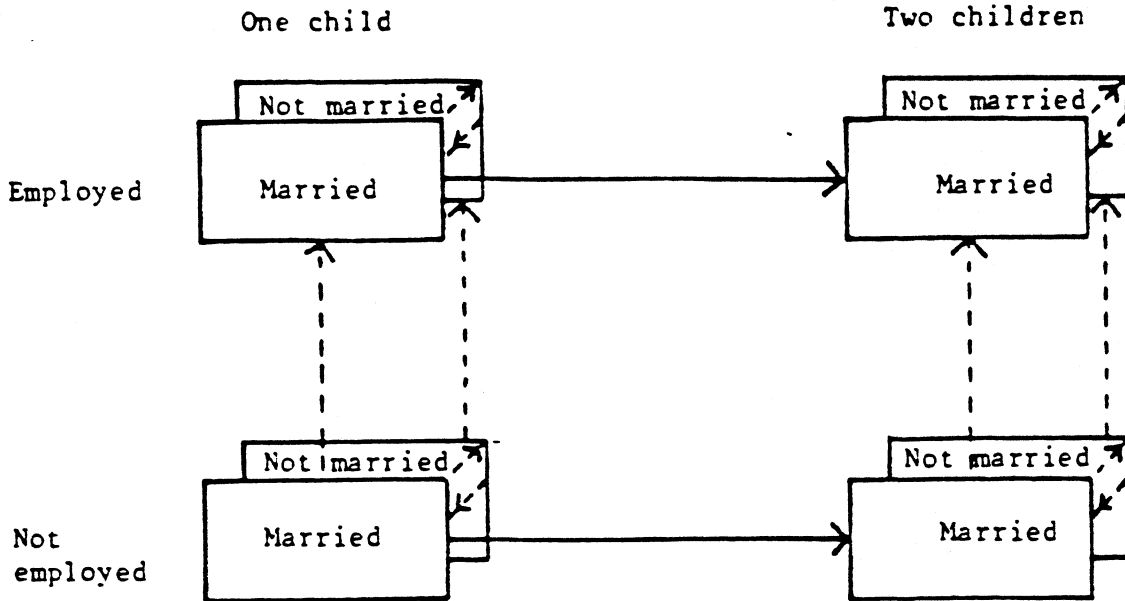 One child
Two children
Not married
Not married
Employed
Married
Married
Not married
Not married
Not
employed
Married
Married